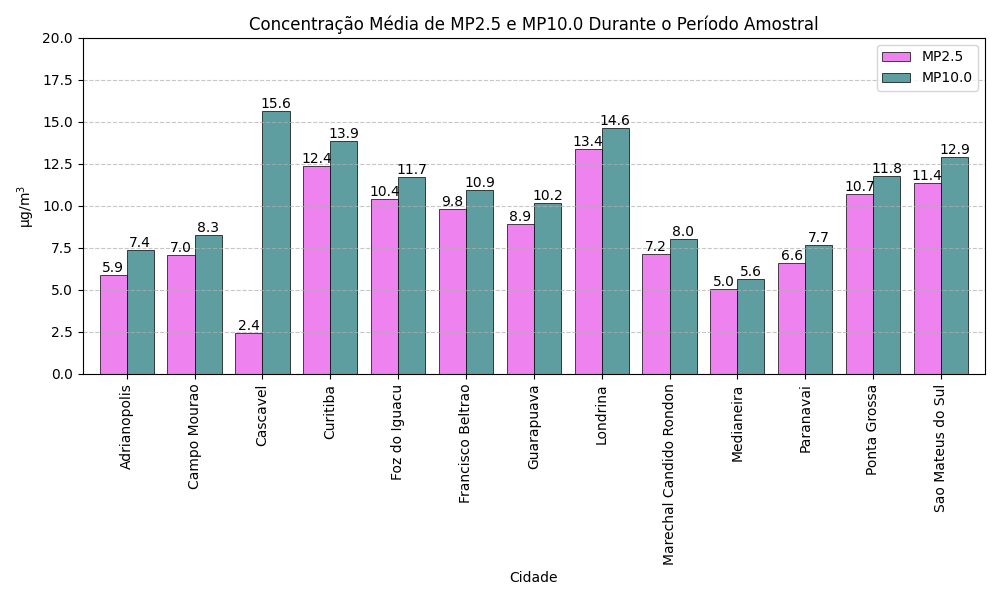 Concentração Média de MP2.5 e MP10.0 Durante o Período Amostral
20.0
17.5
15.0
12.5
10.0
7.5
5.0
2.5
0.0
µg/m³
MP2.5
MP10.0
5.9
7.4
7.0
8.3
2.4
15.6
12.4
13.9
10.4
11.7
9.8
10.9
8.9
10.2
13.4
14.6
7.2
8.0
5.0
5.6
6.6
7.7
10.7
11.8
11.4
12.9
Adrianopolis
Campo Mourao
Cascavel
Curitiba
Foz do Iguacu
Francisco Beltrao
Guarapuava
Londrina
Marechal Candido Rondon
Medianeira
Paranavai
Ponta Grossa
Sao Mateus do Sul
Cidade